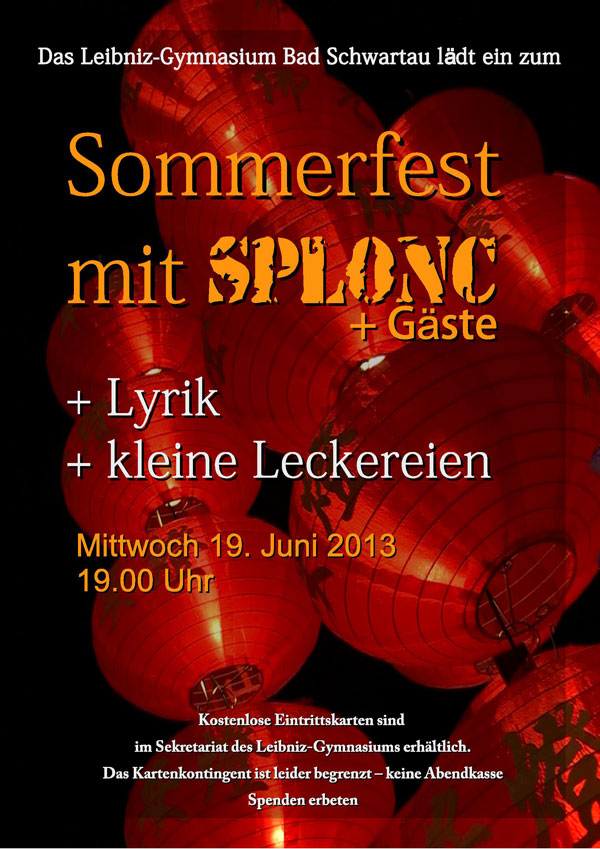 Das Leibniz-Gymnasium Bad Schwartau lädt ein zum
Sommerfest
mit SPLONC
+ Gäste
+ Lyrik
+ kleine Leckereien
Mittwoch 19. Juni 2013
19.00 Uhr
Kostenlose Eintrittskarten sind
im Sekretariat des Leibniz-Gymnasiums erhältlich.
Das Kartenkontingent ist leider begrenzt – keine Abendkasse
Spenden erbeten